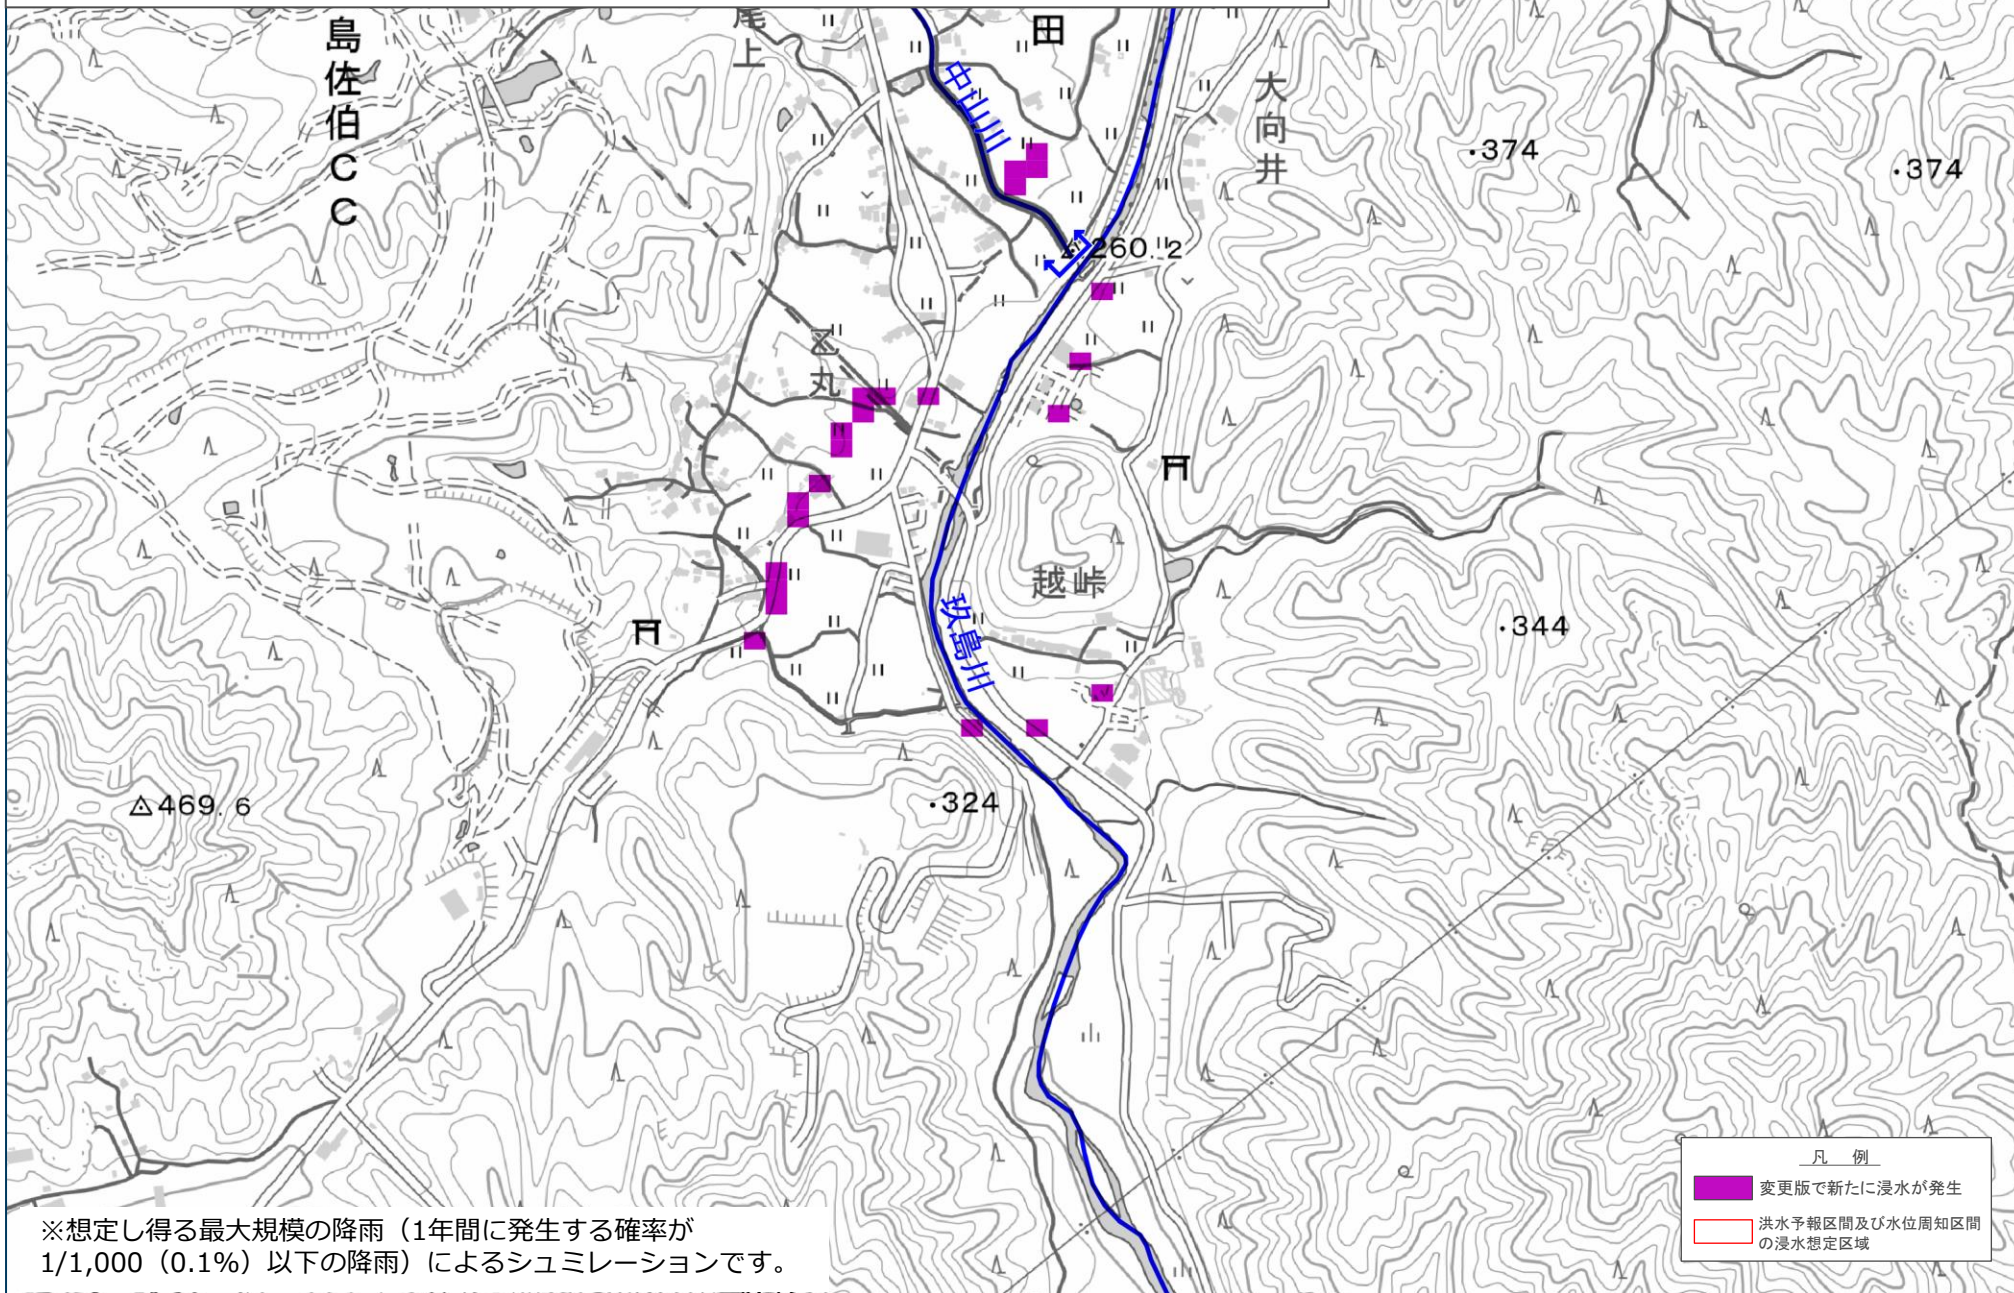 島佐伯CC
尾上
田
中山川
大向井
・374
・374
260.2
乙丸
越峠
玖島川
・344
469.6
・324
凡 例
変更版で新たに浸水が発生
洪水予報区間及び水位周知区間
の浸水想定区域
※想定し得る最大規模の降雨（1年間に発生する確率が
1/1,000（0.1%）以下の降雨）によるシュミレーションです。